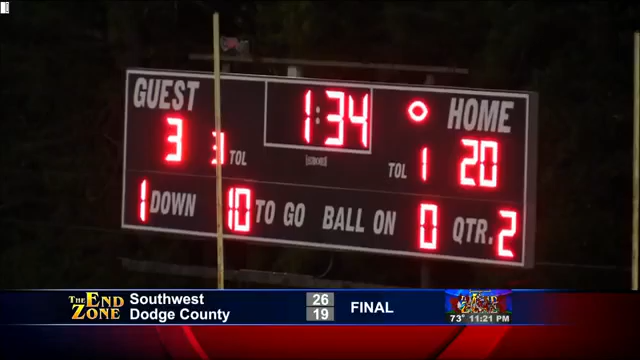 GUEST
1:34
HOME
3
3 TOL
TOL 1
20
1 DOWN 10 TO GO BALL ON 0 QTR. 2
THE END ZONE
Southwest 26
Dodge County 19
FINAL
73° 11:21 PM